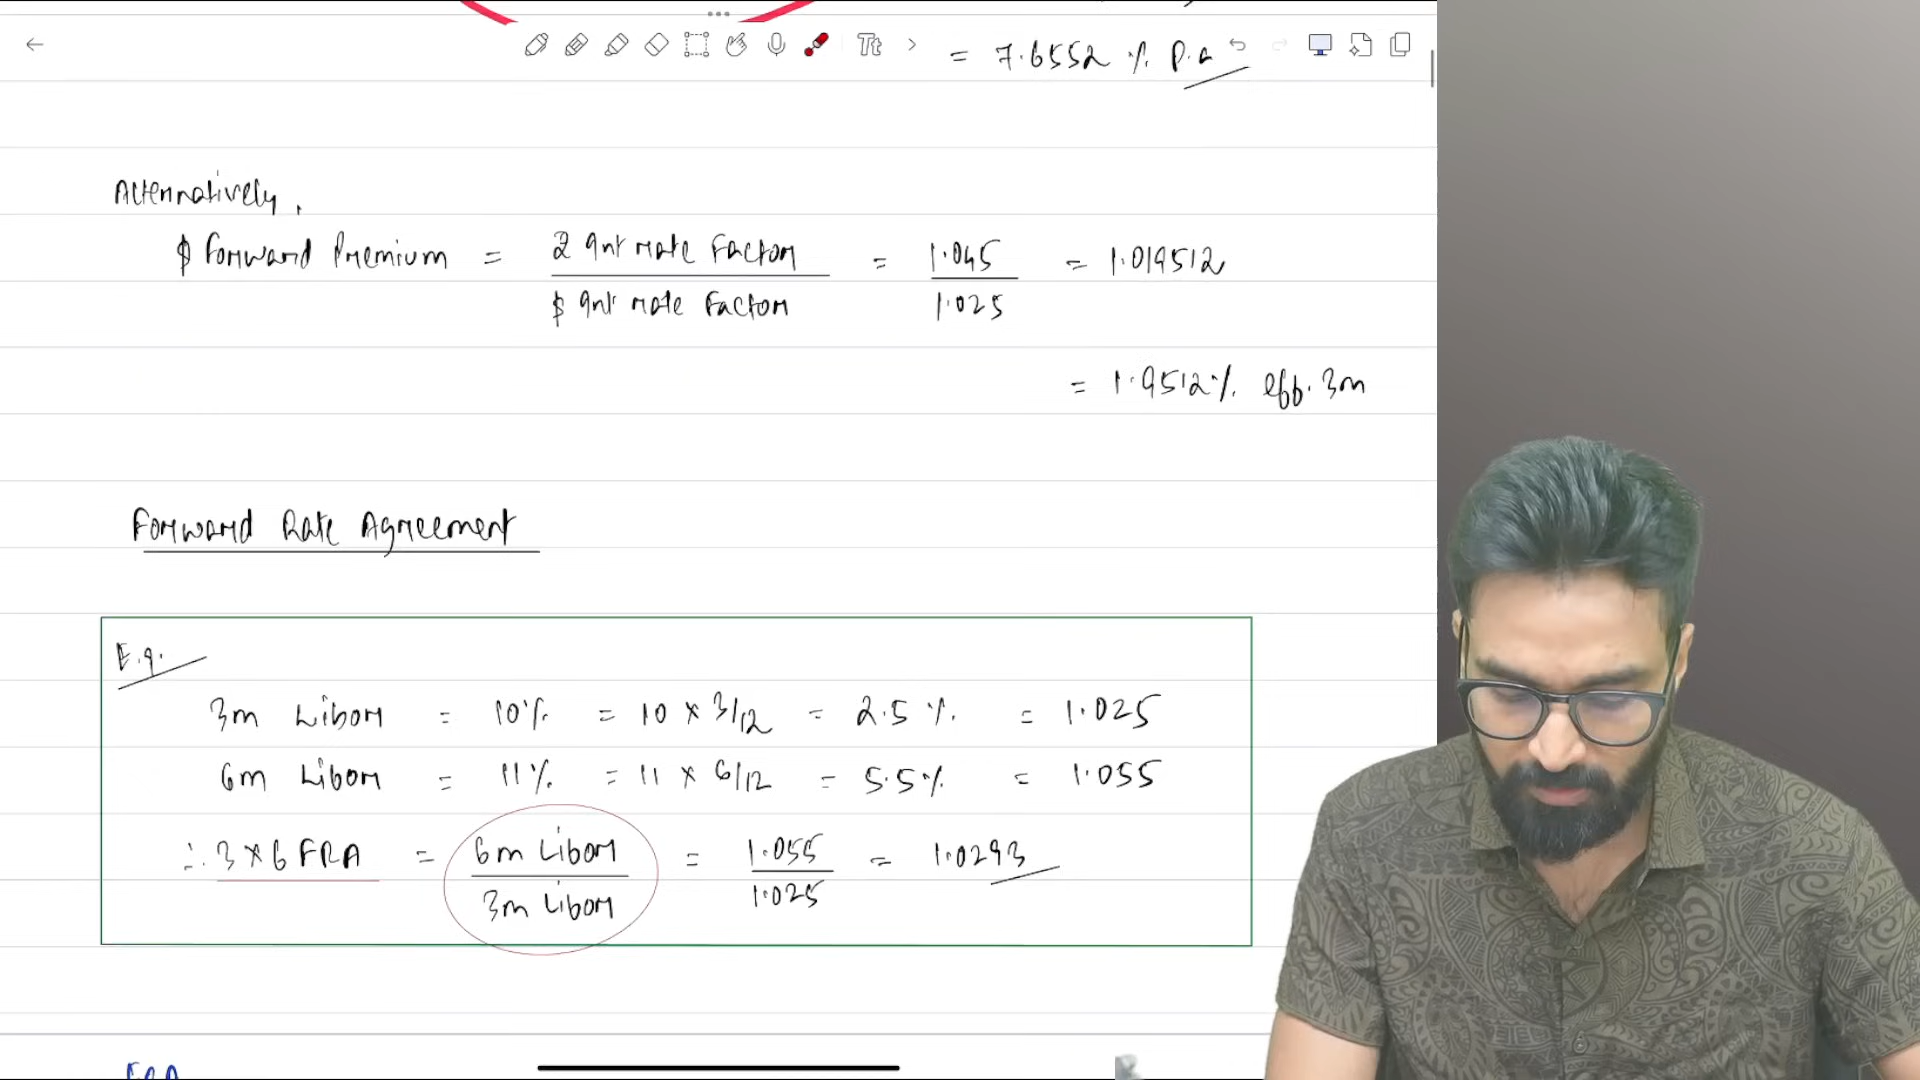 = 7.6552 % P.a
Alternatively,
$ Forward Premium = ₹ Int rate Factor / $ Int rate Factor = 1.045 / 1.025 = 1.019512
= 1.9512% eff. 3m
Forward Rate Agreement
E.g.
3m Libor = 10% = 10 × 3/12 = 2.5 % = 1.025
6m Libor = 11% = 11 × 6/12 = 5.5% = 1.055
∴ 3×6 FRA = 6m Libor / 3m Libor = 1.055 / 1.025 = 1.0293
FRA